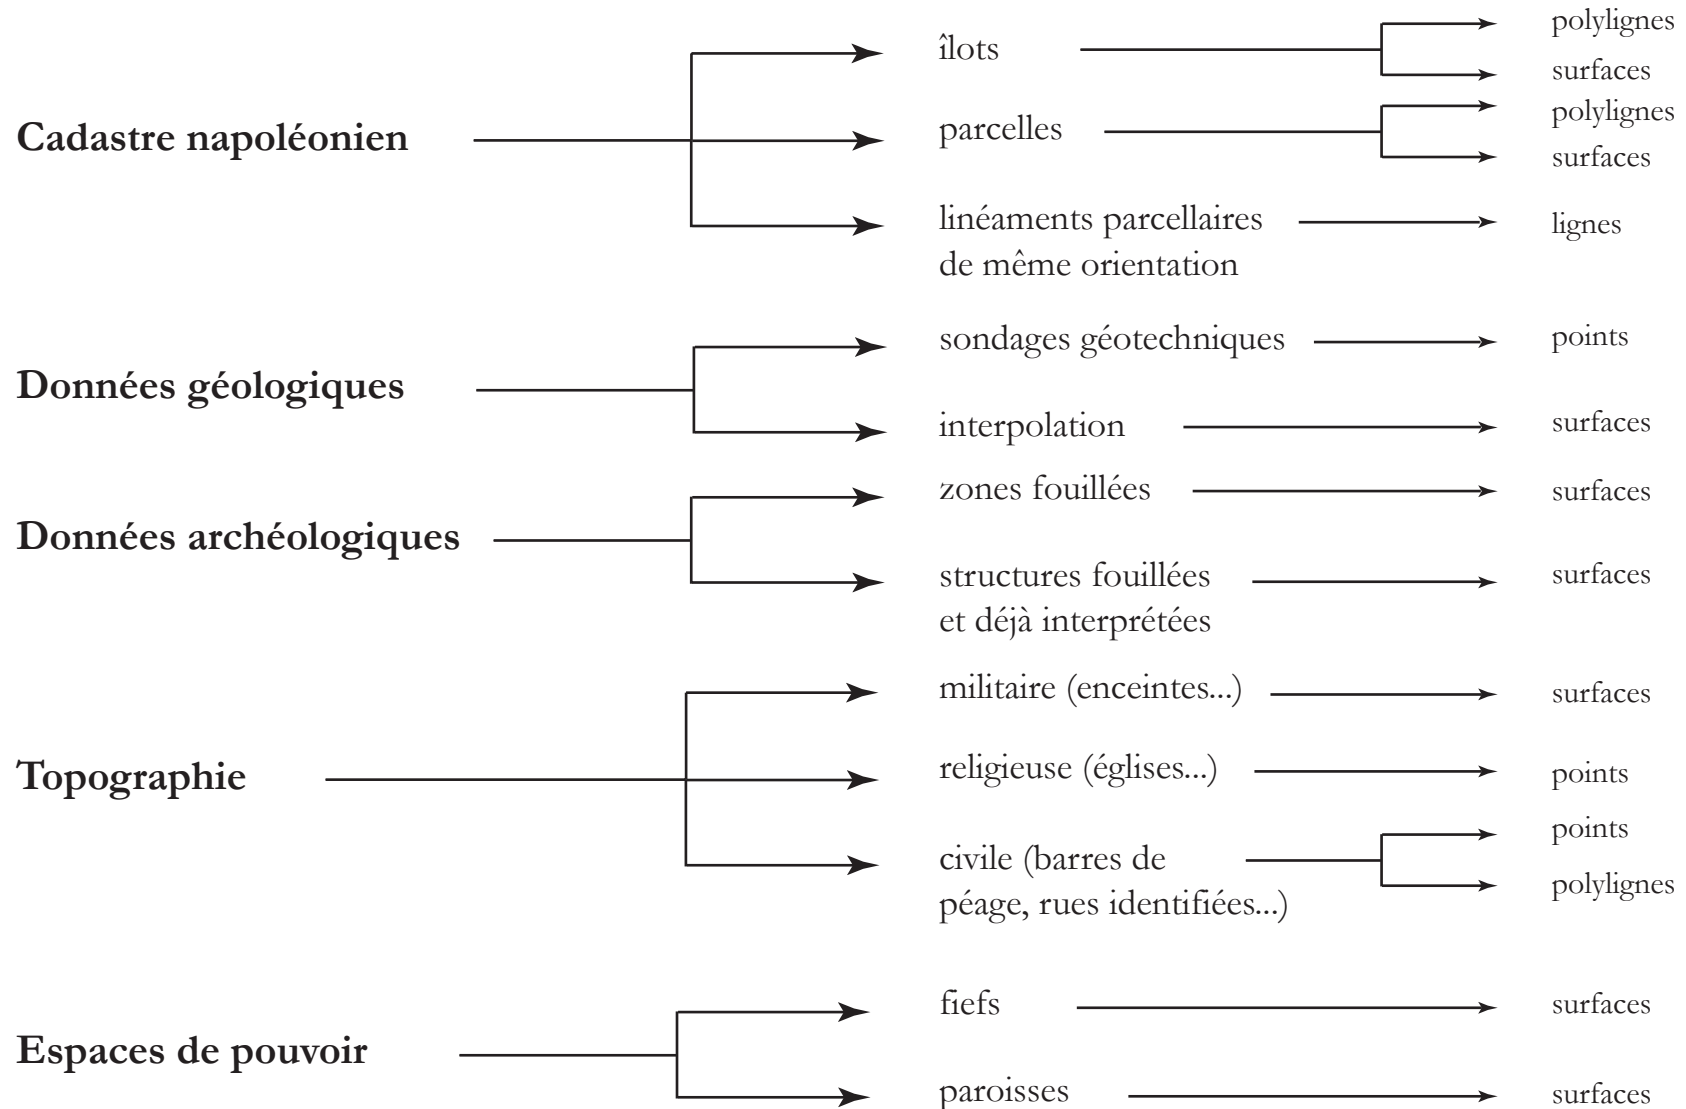 Cadastre napoléonien
îlots
polylignes
surfaces
parcelles
polylignes
surfaces
linéaments parcellaires
de même orientation
lignes
Données géologiques
sondages géotechniques
points
interpolation
surfaces
Données archéologiques
zones fouillées
surfaces
structures fouillées
et déjà interprétées
surfaces
Topographie
militaire (enceintes...)
surfaces
religieuse (églises...)
points
civile (barres de
péage, rues identifiées...)
points
polylignes
Espaces de pouvoir
fiefs
surfaces
paroisses
surfaces